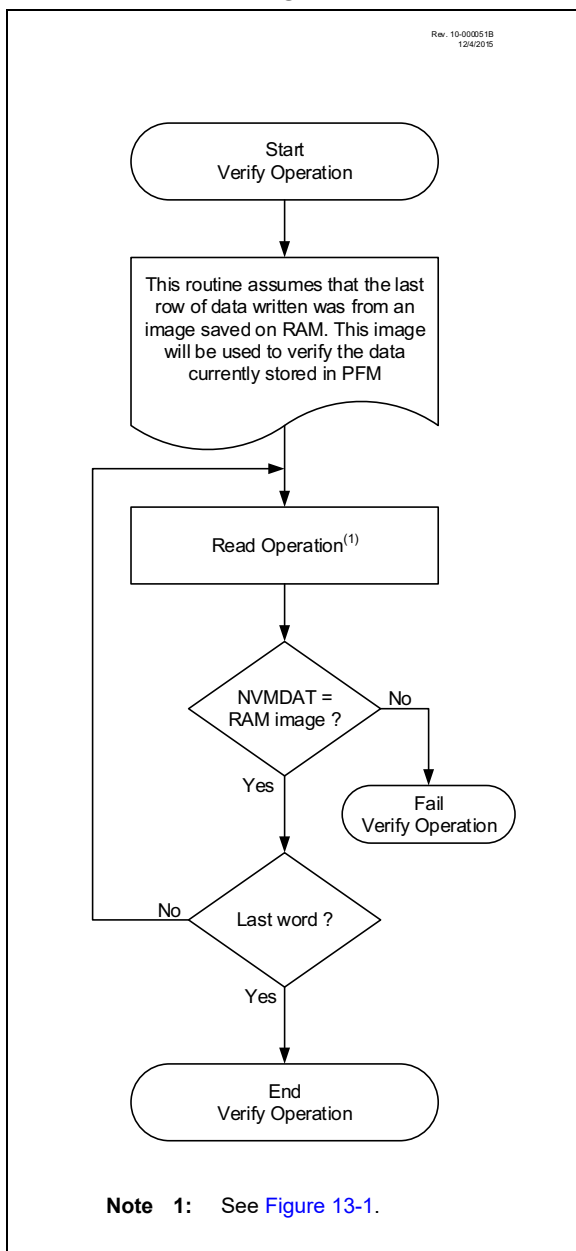 Rev. 10-000051B
12/4/2015
Start
Verify Operation
This routine assumes that the last
row of data written was from an
image saved on RAM. This image
will be used to verify the data
currently stored in PFM
Read Operation(1)
NVMDAT =
RAM image ?
No
Yes
Fail
Verify Operation
No
Last word ?
Yes
End
Verify Operation
Note 1: See Figure 13-1.